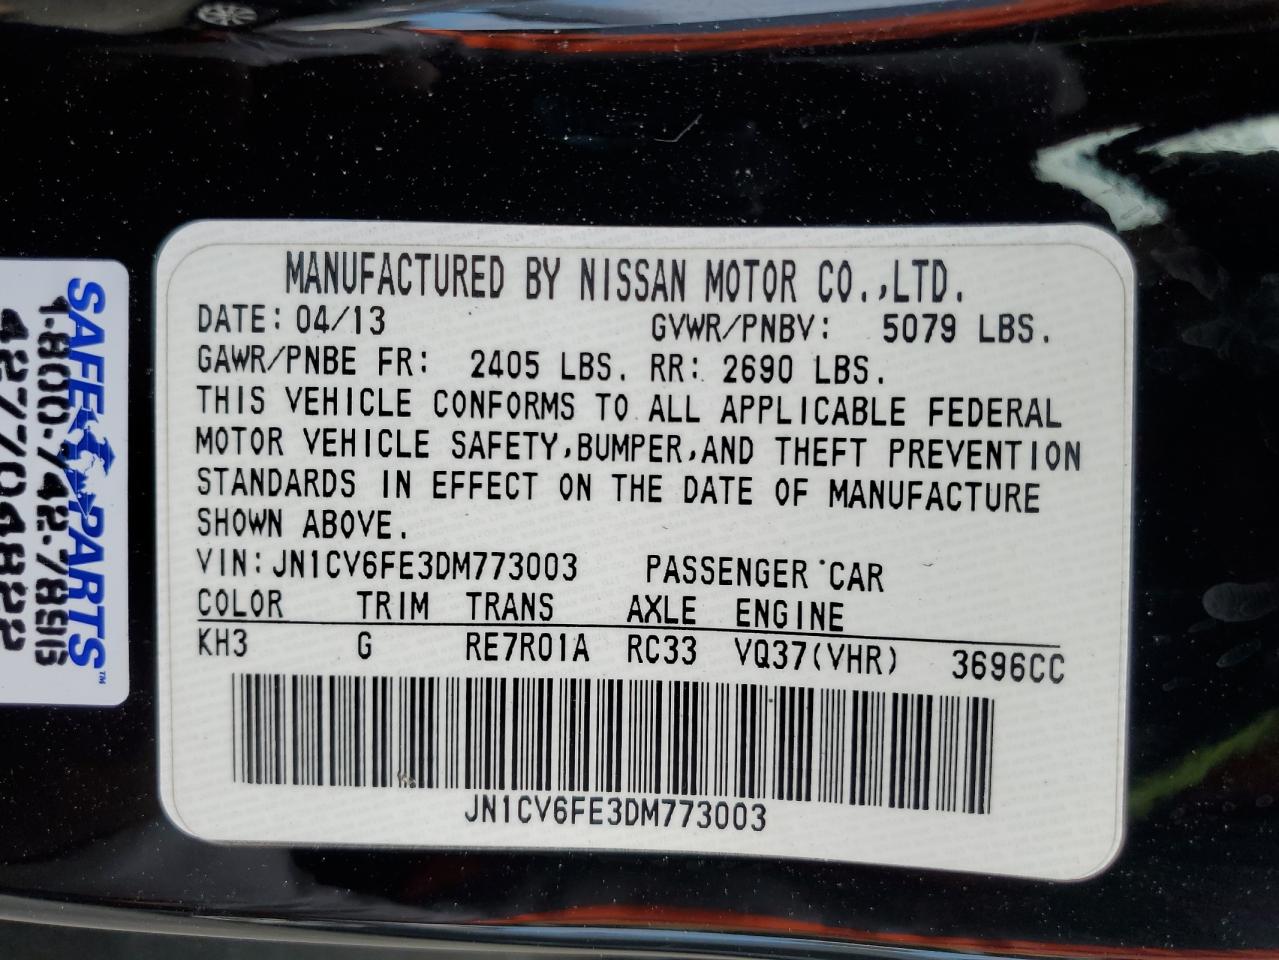 MANUFACTURED BY NISSAN MOTOR CO.,LTD.
DATE: 04/13 GVWR/PNBV: 5079 LBS.
GAWR/PNBE FR: 2405 LBS. RR: 2690 LBS.
THIS VEHICLE CONFORMS TO ALL APPLICABLE FEDERAL
MOTOR VEHICLE SAFETY,BUMPER,AND THEFT PREVENTION
STANDARDS IN EFFECT ON THE DATE OF MANUFACTURE
SHOWN ABOVE.
VIN:JN1CV6FE3DM773003 PASSENGER CAR
COLOR TRIM TRANS AXLE ENGINE
KH3 G RE7R01A RC33 VQ37(VHR) 3696CC
JN1CV6FE3DM773003
SAFE PARTS™
1-800-742-7896
427704822